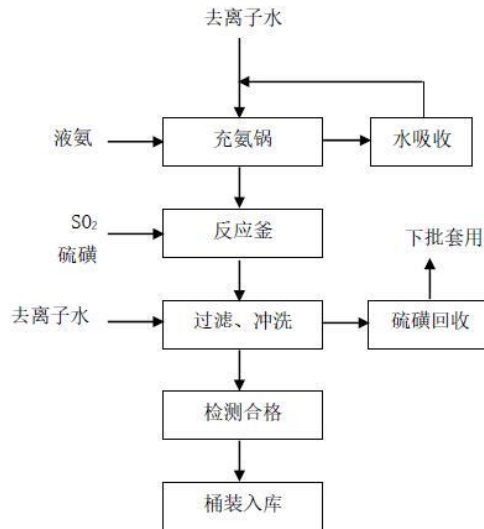 去离子水
液氨
充氨锅
水吸收
SO₂
硫磺
反应釜
下批套用
去离子水
过滤、冲洗
硫磺回收
检测合格
桶装入库